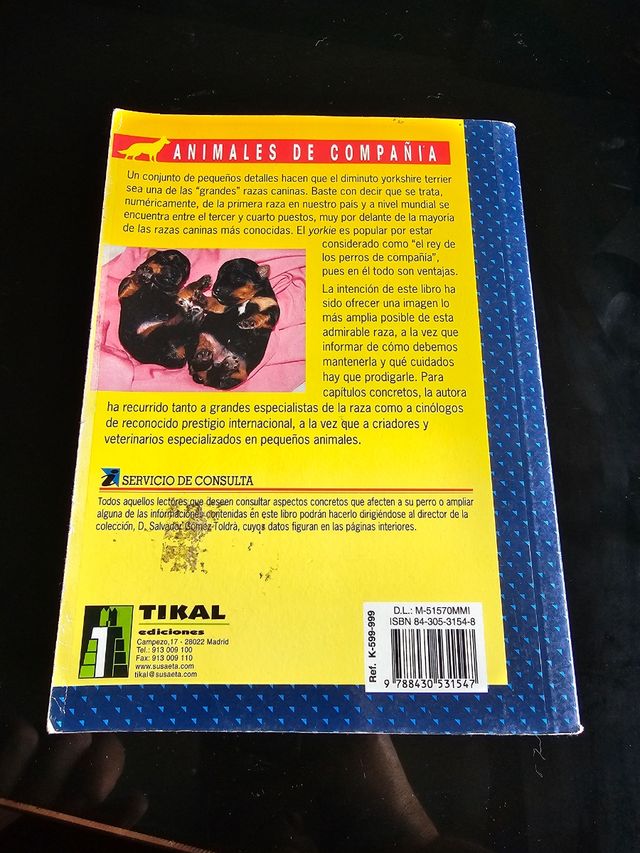 ANIMALES DE COMPAÑIA
Un conjunto de pequeños detalles hacen que el diminuto yorkshire terrier
sea una de las "grandes" razas caninas. Baste con decir que se trata,
numéricamente, de la primera raza en nuestro país y a nivel mundial se
encuentra entre el tercer y cuarto puestos, muy por delante de la mayoría
de las razas caninas más conocidas. El yorkie es popular por estar
considerado como "el rey de
los perros de compañía",
pues en él todo son ventajas.
La intención de este libro ha
sido ofrecer una imagen lo
más amplia posible de esta
admirable raza, a la vez que
informar de cómo debemos
mantenerla y qué cuidados
hay que prodigarle. Para
capítulos concretos, la autora
ha recurrido tanto a grandes especialistas de la raza como a cinólogos
de reconocido prestigio internacional, a la vez que a criadores y
veterinarios especializados en pequeños animales.
i SERVICIO DE CONSULTA
Todos aquellos lectores que deseen consultar aspectos concretos que afecten a su perro o ampliar
alguna de las informaciones contenidas en este libro podrán hacerlo dirigiéndose al director de la
colección, D. Salvador Gómez-Toldrà, cuyos datos figuran en las páginas interiores.
TIKAL
ediciones
Campezo,17 - 28022 Madrid
Tel.: 913 009 100
Fax: 913 009 110
www.susaeta.com
tikal@susaeta.com
Ref. K-599-999
D.L.: M-51570MMI
ISBN 84-305-3154-8
9 788430 531547